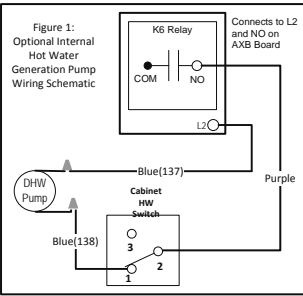 Figure 1:
Optional Internal
Hot Water
Generation Pump
Wiring Schematic
K6 Relay
COM
NO
L2
Connects to L2
and NO on
AXB Board
Blue(137)
DHW
Pump
Cabinet
HW
Switch
Purple
Blue(138)
3
2
1